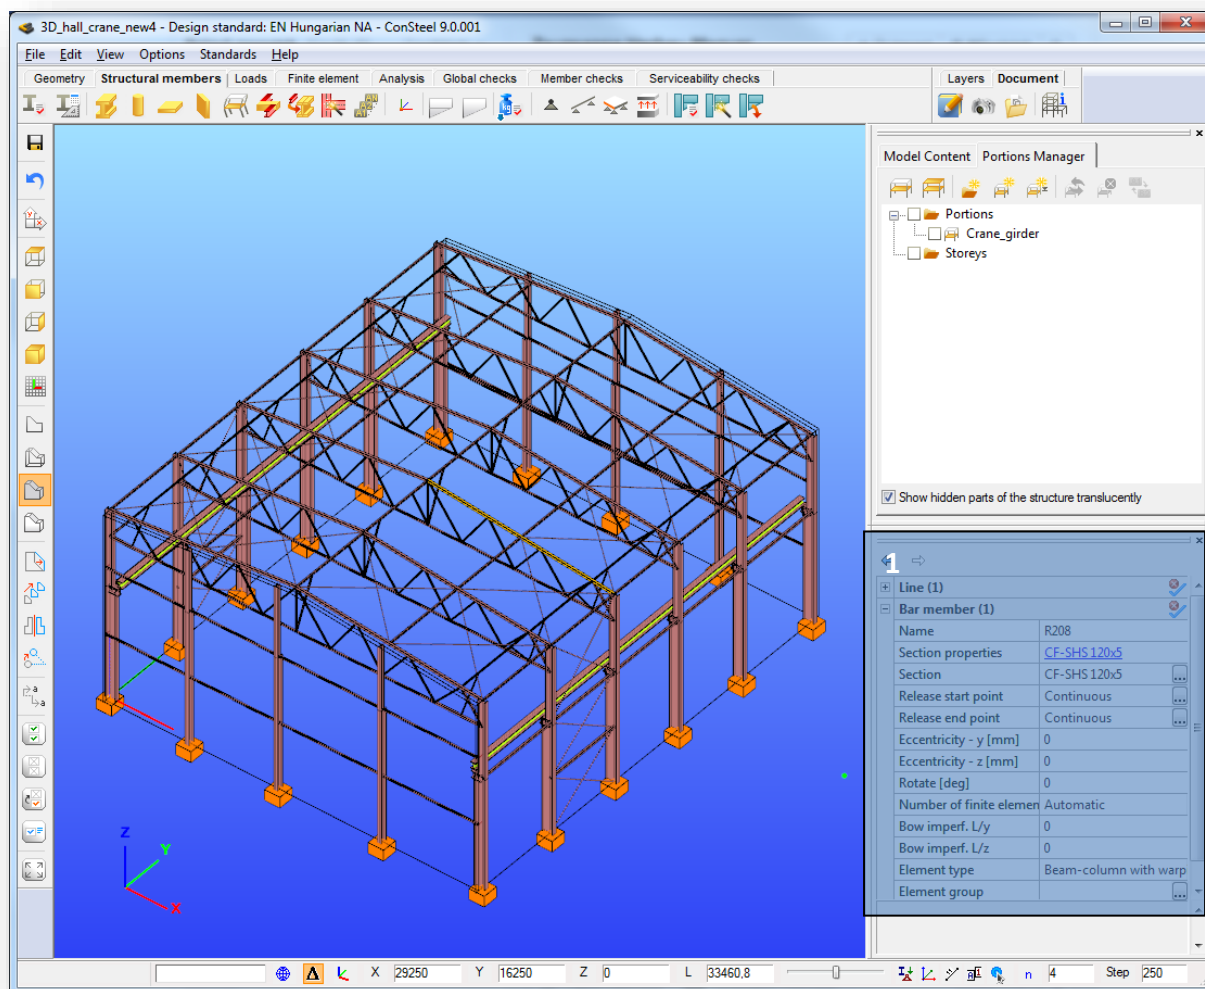 3D_hall_crane_new4 - Design standard: EN Hungarian NA - ConSteel 9.0.001
File Edit View Options Standards Help
Geometry Structural members Loads Finite element Analysis Global checks Member checks Serviceability checks
Layers Document
Model Content Portions Manager
Portions
Crane_girder
Storeys
Show hidden parts of the structure translucently
1
Line (1)
Bar member (1)
Name R208
Section properties CF-SHS 120x5
Section CF-SHS 120x5 ...
Release start point Continuous ...
Release end point Continuous ...
Eccentricity - y [mm] 0
Eccentricity - z [mm] 0
Rotate [deg] 0
Number of finite elemen Automatic
Bow imperf. L/y 0
Bow imperf. L/z 0
Element type Beam-column with warp
Element group ...
Z
Y
X
X 29250 Y 16250 Z 0 L 33460,8 n 4 Step 250